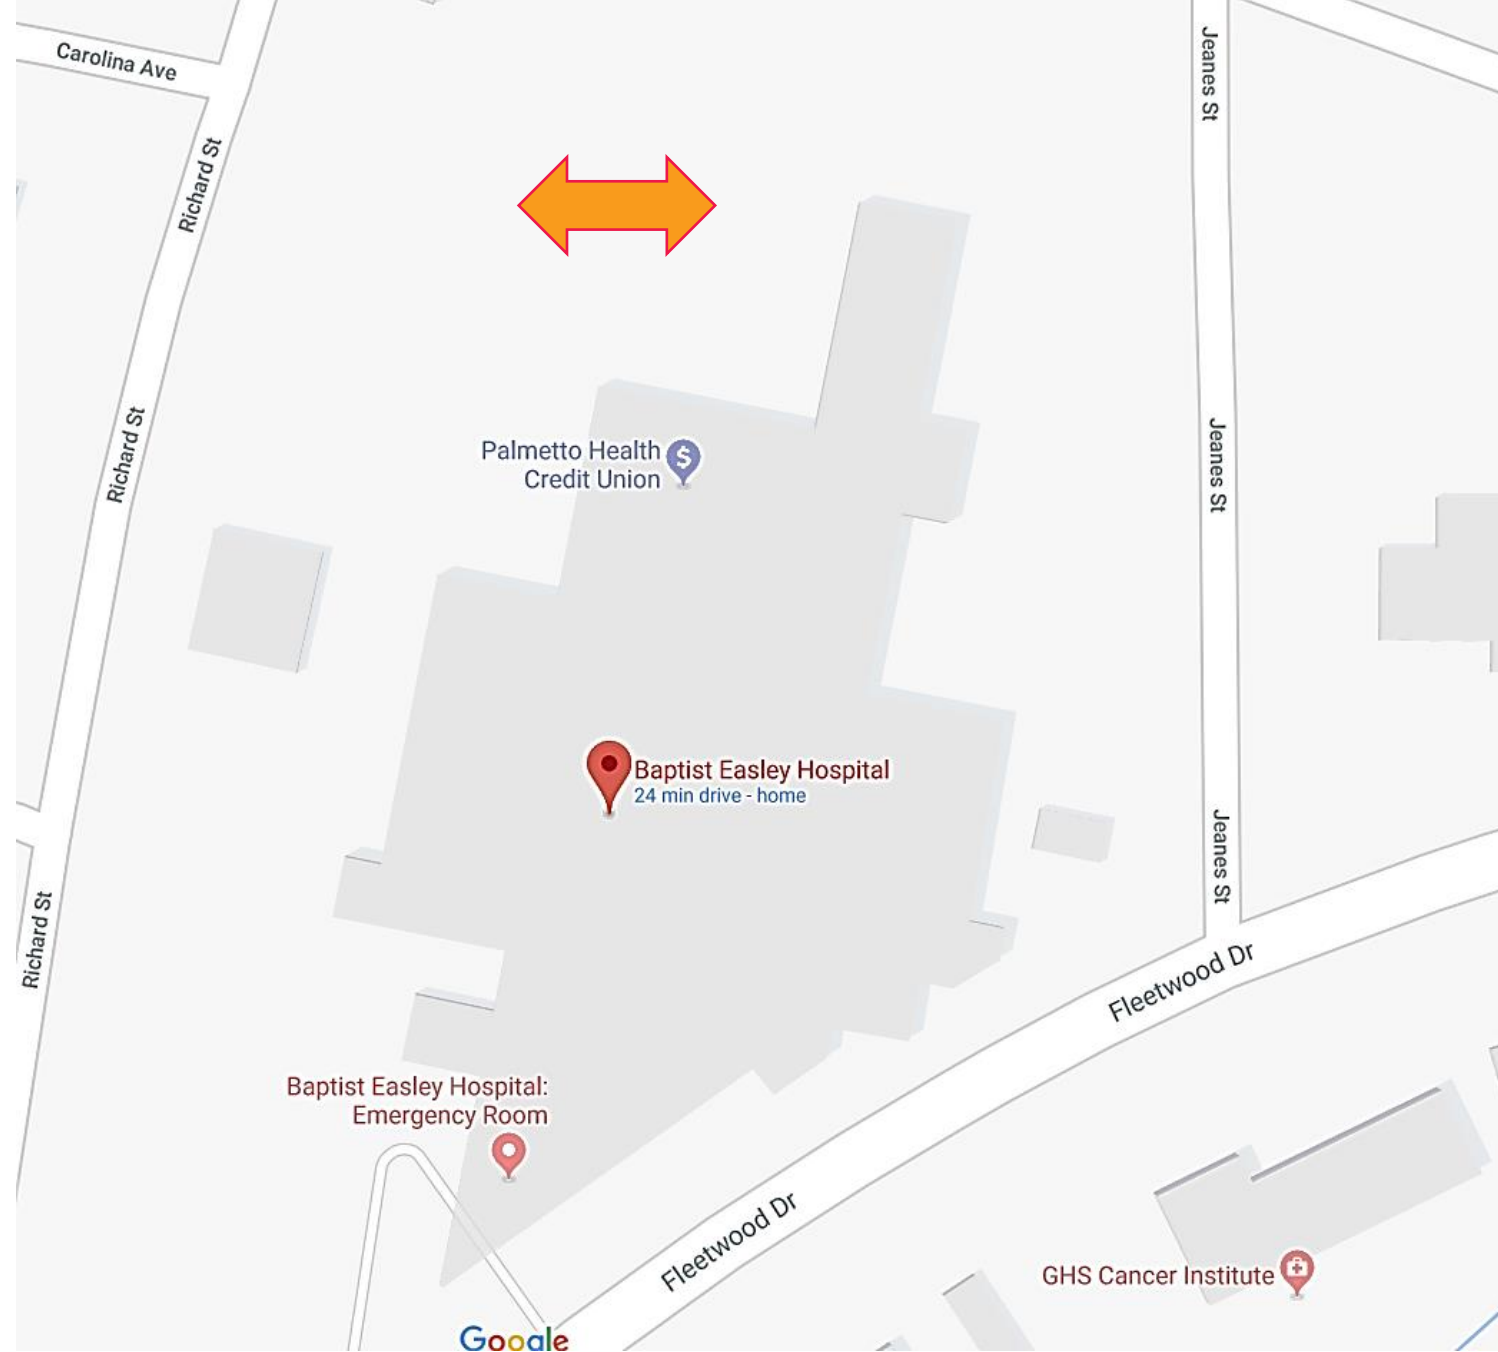 Carolina Ave
Jeanes St
Richard St
Richard St
Palmetto Health
Credit Union
$
Jeanes St
Baptist Easley Hospital
24 min drive - home
Jeanes St
Richard St
Fleetwood Dr
Baptist Easley Hospital:
Emergency Room
Fleetwood Dr
GHS Cancer Institute
Google